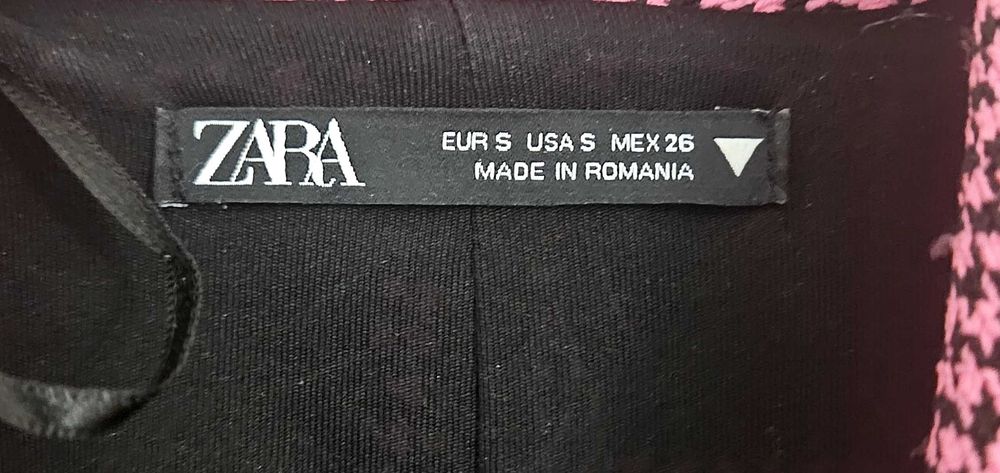 ZARA
EUR S USA S MEX 26
MADE IN ROMANIA